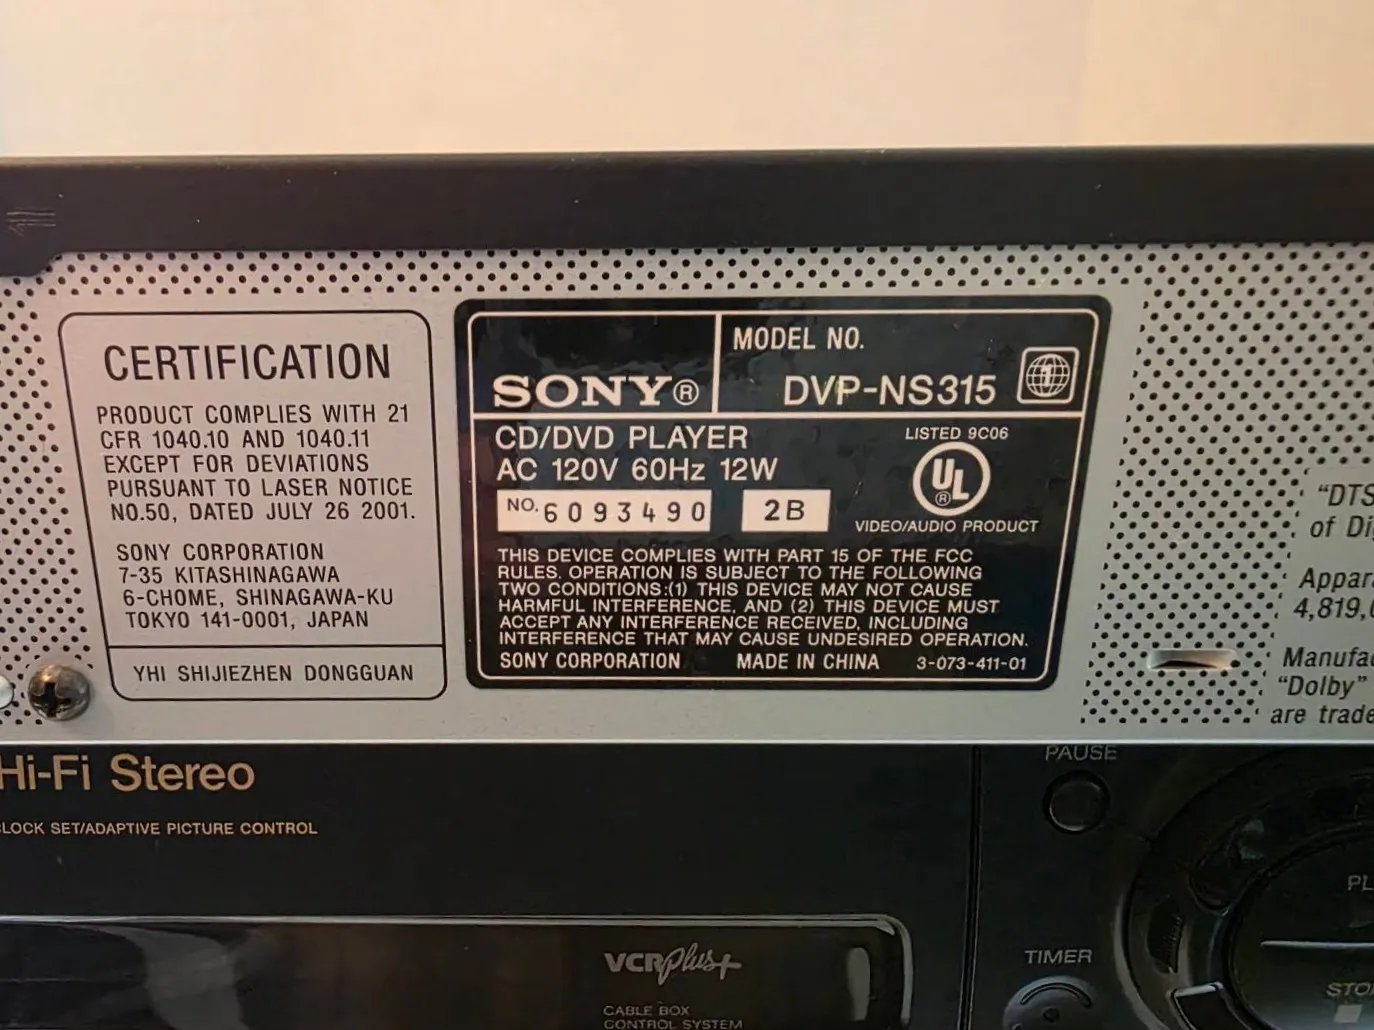 CERTIFICATION
PRODUCT COMPLIES WITH 21
CFR 1040.10 AND 1040.11
EXCEPT FOR DEVIATIONS
PURSUANT TO LASER NOTICE
NO.50, DATED JULY 26 2001.
SONY CORPORATION
7-35 KITASHINAGAWA
6-CHOME, SHINAGAWA-KU
TOKYO 141-0001, JAPAN
YHI SHIJIEZHEN DONGGUAN
SONY®
MODEL NO.
DVP-NS315
1
CD/DVD PLAYER
AC 120V 60Hz 12W
NO. 6093490
2B
LISTED 9C06
UL®
VIDEO/AUDIO PRODUCT
THIS DEVICE COMPLIES WITH PART 15 OF THE FCC
RULES. OPERATION IS SUBJECT TO THE FOLLOWING
TWO CONDITIONS:(1) THIS DEVICE MAY NOT CAUSE
HARMFUL INTERFERENCE, AND (2) THIS DEVICE MUST
ACCEPT ANY INTERFERENCE RECEIVED, INCLUDING
INTERFERENCE THAT MAY CAUSE UNDESIRED OPERATION.
SONY CORPORATION MADE IN CHINA 3-073-411-01
"DTS
of Di
Appara
4,819,
Manufac
"Dolby"
are trade
Hi-Fi Stereo
CLOCK SET/ADAPTIVE PICTURE CONTROL
VCRPlus+
CABLE BOX
CONTROL SYSTEM
PAUSE
PL
TIMER
STO